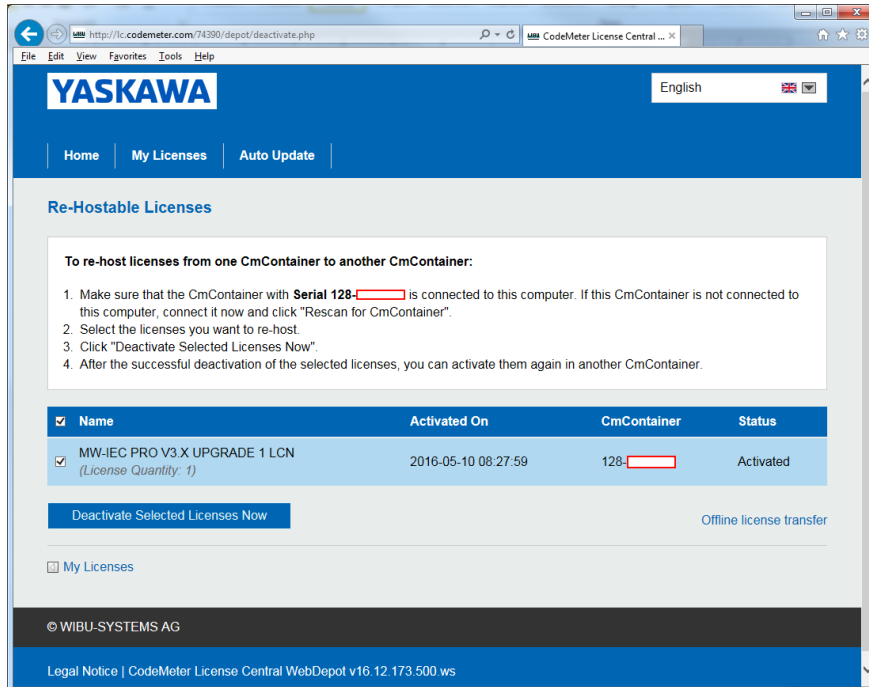 http://lc.codemeter.com/74390/depot/deactivate.php
CodeMeter License Central ...
File Edit View Favorites Tools Help
YASKAWA
English
Home My Licenses Auto Update
Re-Hostable Licenses
To re-host licenses from one CmContainer to another CmContainer:
1. Make sure that the CmContainer with Serial 128- is connected to this computer. If this CmContainer is not connected to
this computer, connect it now and click "Rescan for CmContainer".
2. Select the licenses you want to re-host.
3. Click "Deactivate Selected Licenses Now".
4. After the successful deactivation of the selected licenses, you can activate them again in another CmContainer.
Name Activated On CmContainer Status
MW-IEC PRO V3.X UPGRADE 1 LCN
(License Quantity: 1)
2016-05-10 08:27:59 128- Activated
Deactivate Selected Licenses Now
Offline license transfer
My Licenses
© WIBU-SYSTEMS AG
Legal Notice | CodeMeter License Central WebDepot v16.12.173.500.ws